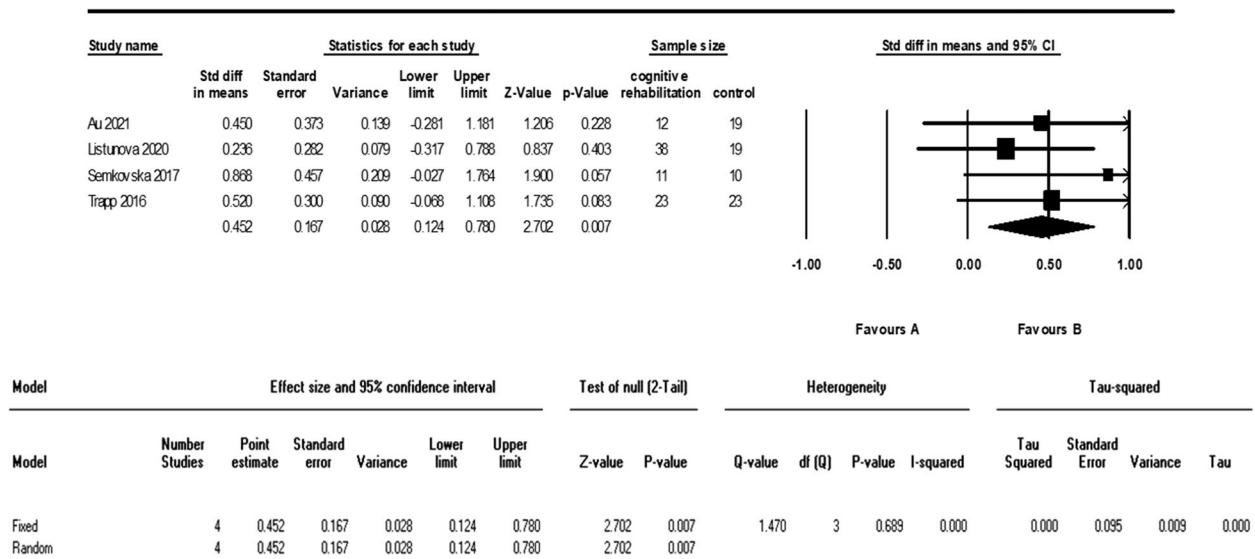 Study name Statistics for each study Sample size Std diff in means and 95% CI
Std diff Standard Lower Upper cognitive
in means error Variance limit limit Z-Value p-Value rehabilitation control
Au 2021 0.450 0.373 0.139 -0.281 1.181 1.206 0.228 12 19
Listunova 2020 0.236 0.282 0.079 -0.317 0.788 0.837 0.403 38 19
Semkovska 2017 0.868 0.457 0.209 -0.027 1.764 1.900 0.057 11 10
Trapp 2016 0.520 0.300 0.090 -0.068 1.108 1.735 0.083 23 23
0.452 0.167 0.028 0.124 0.780 2.702 0.007
-1.00 -0.50 0.00 0.50 1.00
Favours A Favours B
Model Effect size and 95% confidence interval Test of null (2-Tail) Heterogeneity Tau-squared
Number Point Standard Lower Upper Tau Standard
Model Studies estimate error Variance limit limit Z-value P-value Q-value df (Q) P-value I-squared Squared Error Variance Tau
Fixed 4 0.452 0.167 0.028 0.124 0.780 2.702 0.007 1.470 3 0.689 0.000 0.000 0.095 0.009 0.000
Random 4 0.452 0.167 0.028 0.124 0.780 2.702 0.007